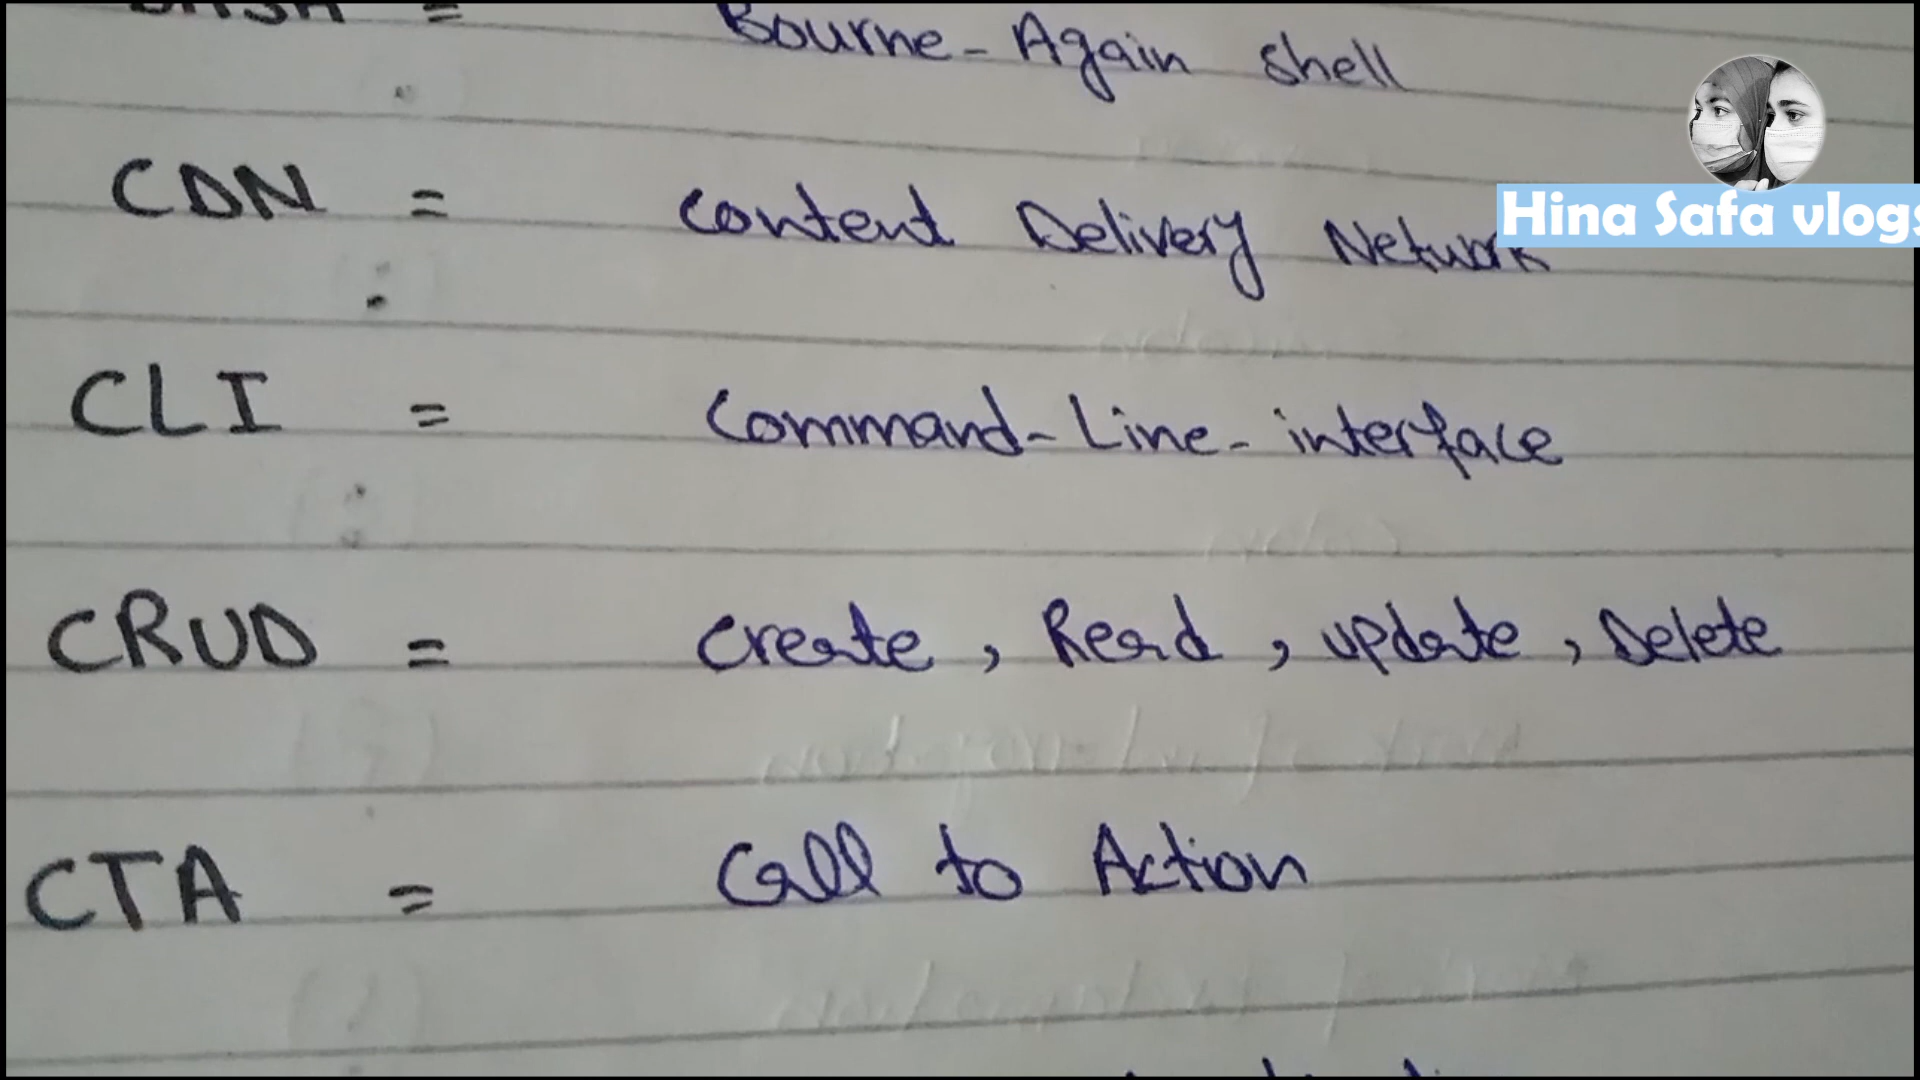 BASH = Bourne-Again shell
CDN = Content Delivery Network
Hina Safa vlogs
CLI = Command-Line-interface
CRUD = Create, Read, update, Delete
CTA = Call to Action